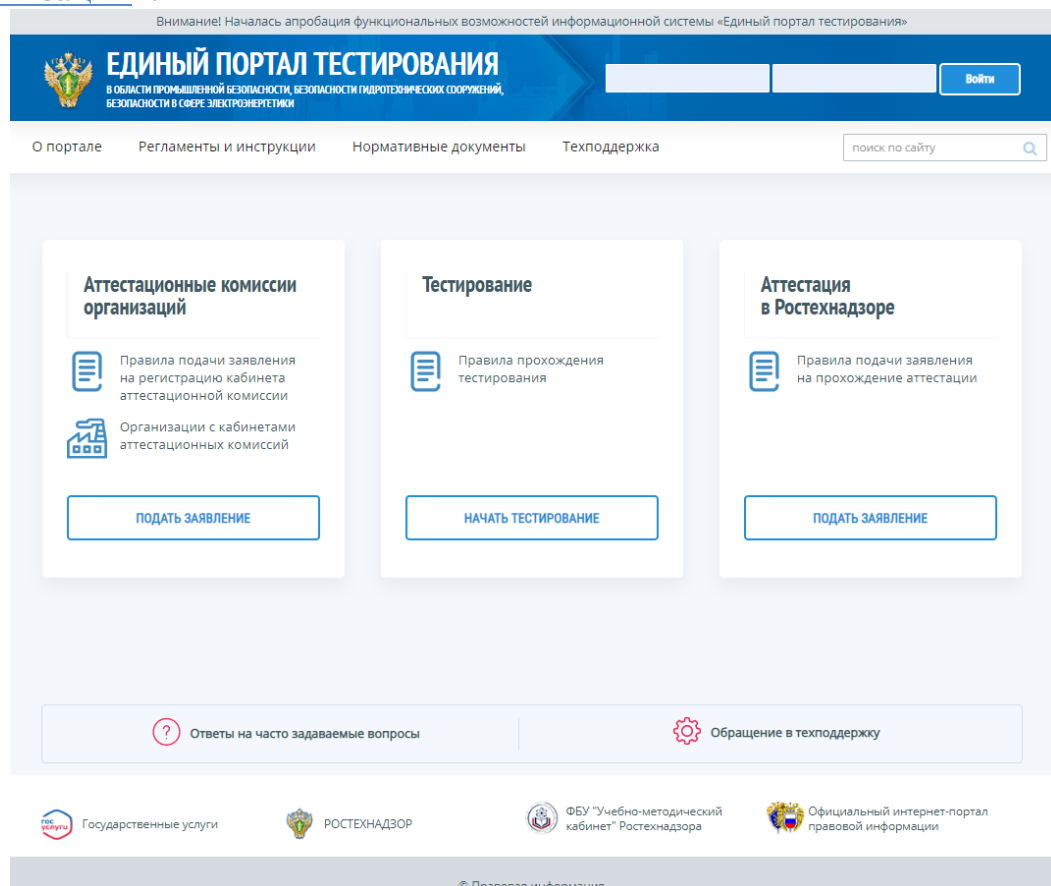 Внимание! Началась апробация функциональных возможностей информационной системы «Единый портал тестирования»
ЕДИНЫЙ ПОРТАЛ ТЕСТИРОВАНИЯ
В ОБЛАСТИ ПРОМЫШЛЕННОЙ БЕЗОПАСНОСТИ, БЕЗОПАСНОСТИ ГИДРОТЕХНИЧЕСКИХ СООРУЖЕНИЙ,
БЕЗОПАСНОСТИ В СФЕРЕ ЭЛЕКТРОЭНЕРГЕТИКИ
Войти
О портале Регламенты и инструкции Нормативные документы Техподдержка поиск по сайту
Аттестационные комиссии
организаций
Правила подачи заявления
на регистрацию кабинета
аттестационной комиссии
Организации с кабинетами
аттестационных комиссий
ПОДАТЬ ЗАЯВЛЕНИЕ
Тестирование
Правила прохождения
тестирования
НАЧАТЬ ТЕСТИРОВАНИЕ
Аттестация
в Ростехнадзоре
Правила подачи заявления
на прохождение аттестации
ПОДАТЬ ЗАЯВЛЕНИЕ
Ответы на часто задаваемые вопросы
Обращение в техподдержку
гос
услуги
Государственные услуги
РОСТЕХНАДЗОР
ФБУ "Учебно-методический
кабинет" Ростехнадзора
Официальный интернет-портал
правовой информации
© Правовая информация